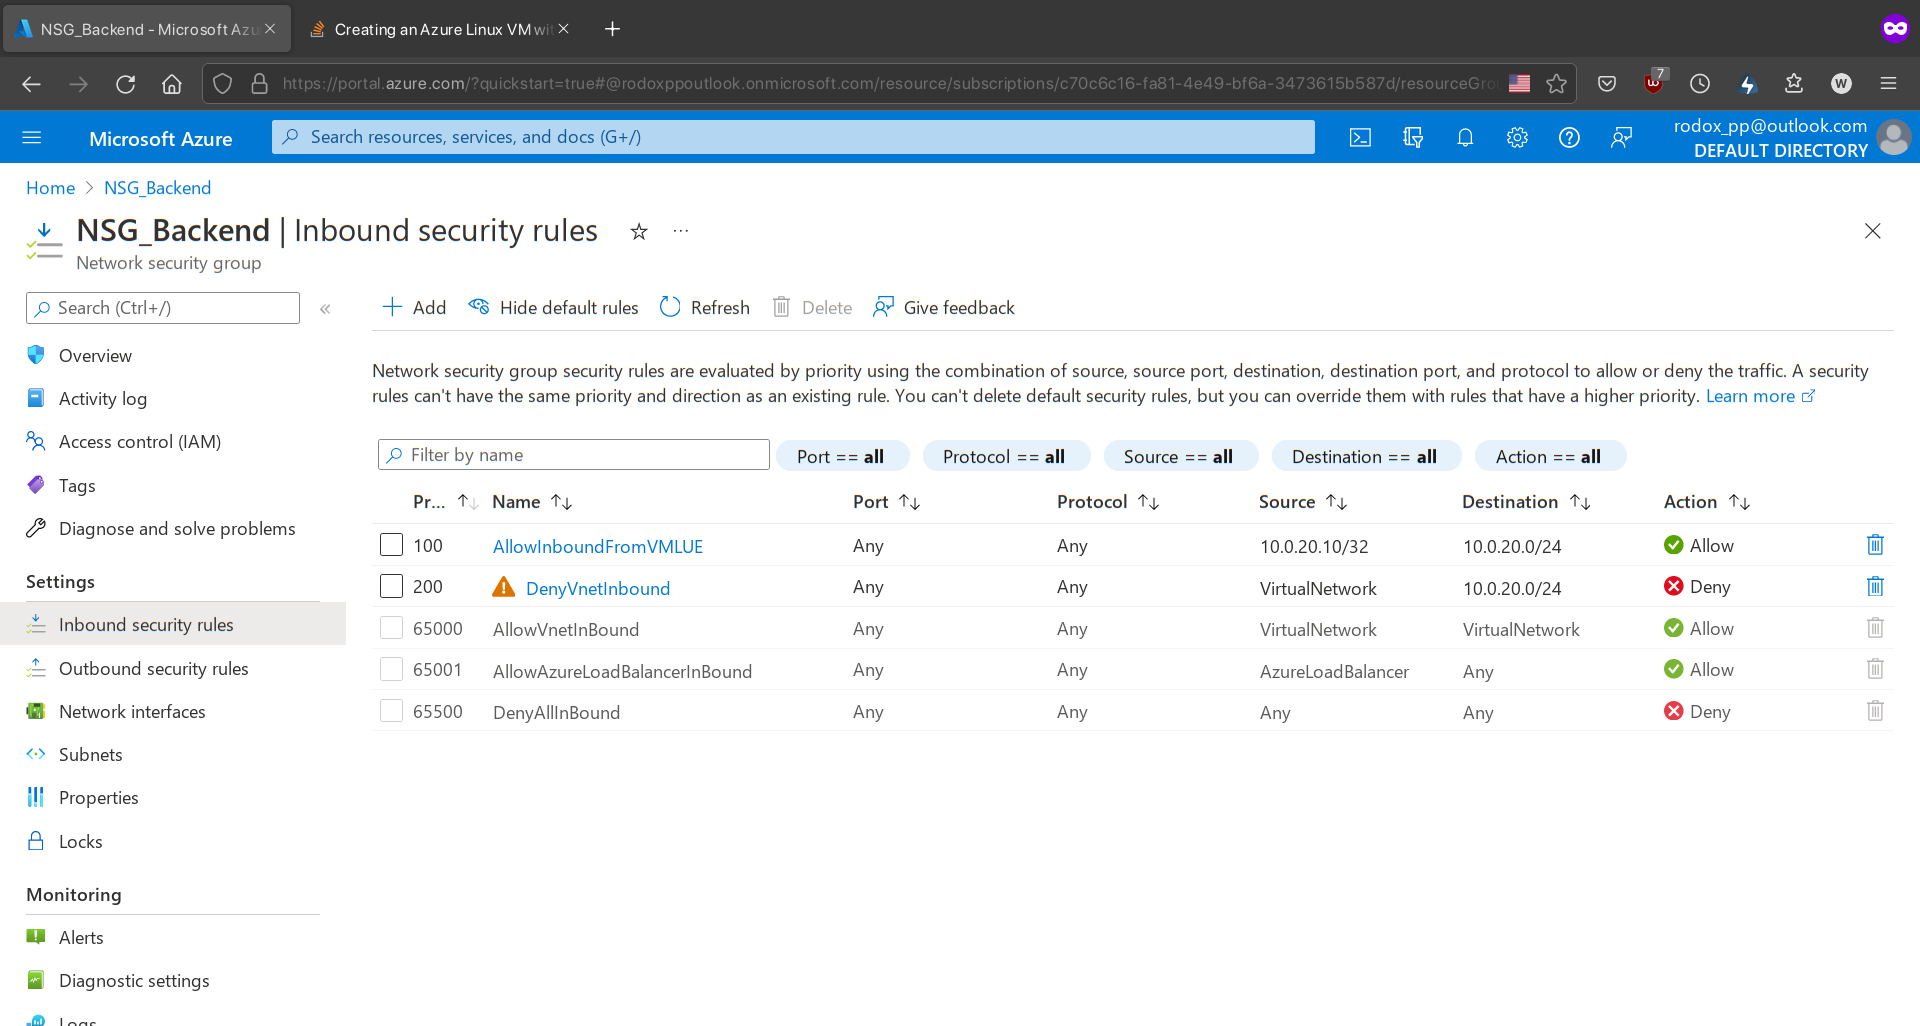 NSG_Backend - Microsoft Azu
Creating an Azure Linux VM wit
https://portal.azure.com/?quickstart=true#@rodoxppoutlook.onmicrosoft.com/resource/subscriptions/c70c6c16-fa81-4e49-bf6a-3473615b587d/resourceGro
7
W
Microsoft Azure
Search resources, services, and docs (G+/)
rodox_pp@outlook.com
DEFAULT DIRECTORY
Home > NSG_Backend
NSG_Backend | Inbound security rules
Network security group
Search (Ctrl+/)
«
Overview
Activity log
Access control (IAM)
Tags
Diagnose and solve problems
Settings
Inbound security rules
Outbound security rules
Network interfaces
Subnets
Properties
Locks
Monitoring
Alerts
Diagnostic settings
Logs
Add Hide default rules Refresh Delete Give feedback
Network security group security rules are evaluated by priority using the combination of source, source port, destination, destination port, and protocol to allow or deny the traffic. A security
rules can't have the same priority and direction as an existing rule. You can't delete default security rules, but you can override them with rules that have a higher priority. Learn more
Filter by name Port == all Protocol == all Source == all Destination == all Action == all
Pr... ↑↓ Name ↑↓ Port ↑↓ Protocol ↑↓ Source ↑↓ Destination ↑↓ Action ↑↓
100 AllowInboundFromVMLUE Any Any 10.0.20.10/32 10.0.20.0/24 Allow
200 DenyVnetInbound Any Any VirtualNetwork 10.0.20.0/24 Deny
65000 AllowVnetInBound Any Any VirtualNetwork VirtualNetwork Allow
65001 AllowAzureLoadBalancerInBound Any Any AzureLoadBalancer Any Allow
65500 DenyAllInBound Any Any Any Any Deny